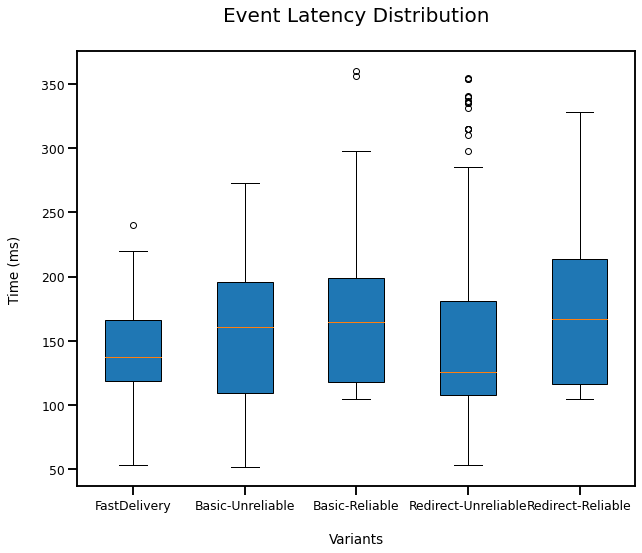 Event Latency Distribution
350
300
250
200
150
100
50
Time (ms)
FastDelivery Basic-Unreliable Basic-Reliable Redirect-Unreliable Redirect-Reliable
Variants